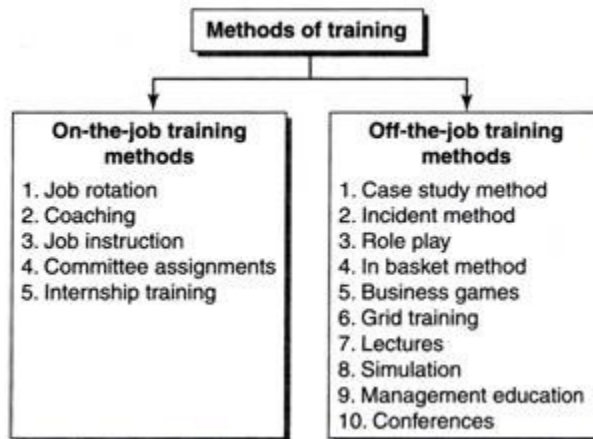 Methods of training
On-the-job training
methods
1. Job rotation
2. Coaching
3. Job instruction
4. Committee assignments
5. Internship training
Off-the-job training
methods
1. Case study method
2. Incident method
3. Role play
4. In basket method
5. Business games
6. Grid training
7. Lectures
8. Simulation
9. Management education
10. Conferences